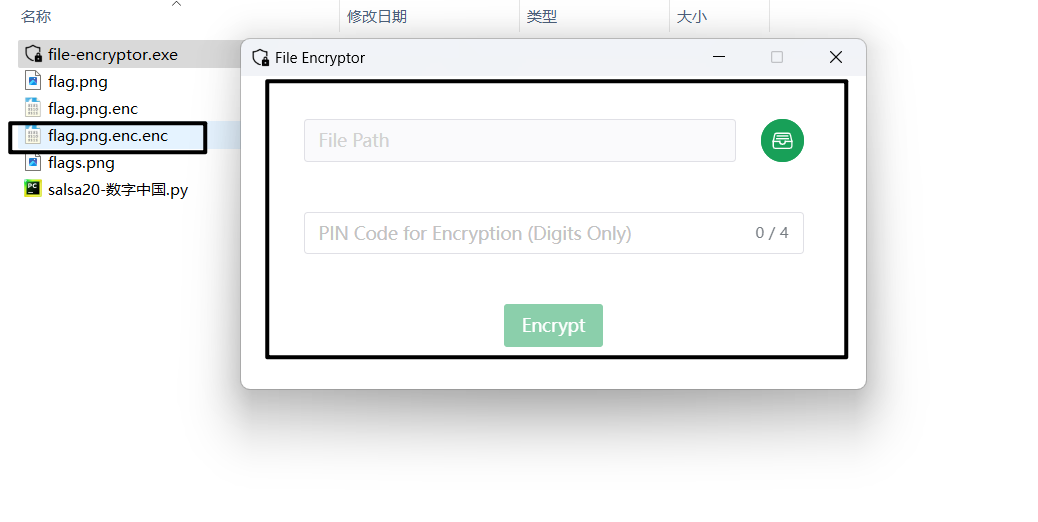 名称 修改日期 类型 大小
file-encryptor.exe
flag.png
flag.png.enc
flag.png.enc.enc
flags.png
PC
salsa20-数字中国.py
File Encryptor
File Path
PIN Code for Encryption (Digits Only) 0 / 4
Encrypt